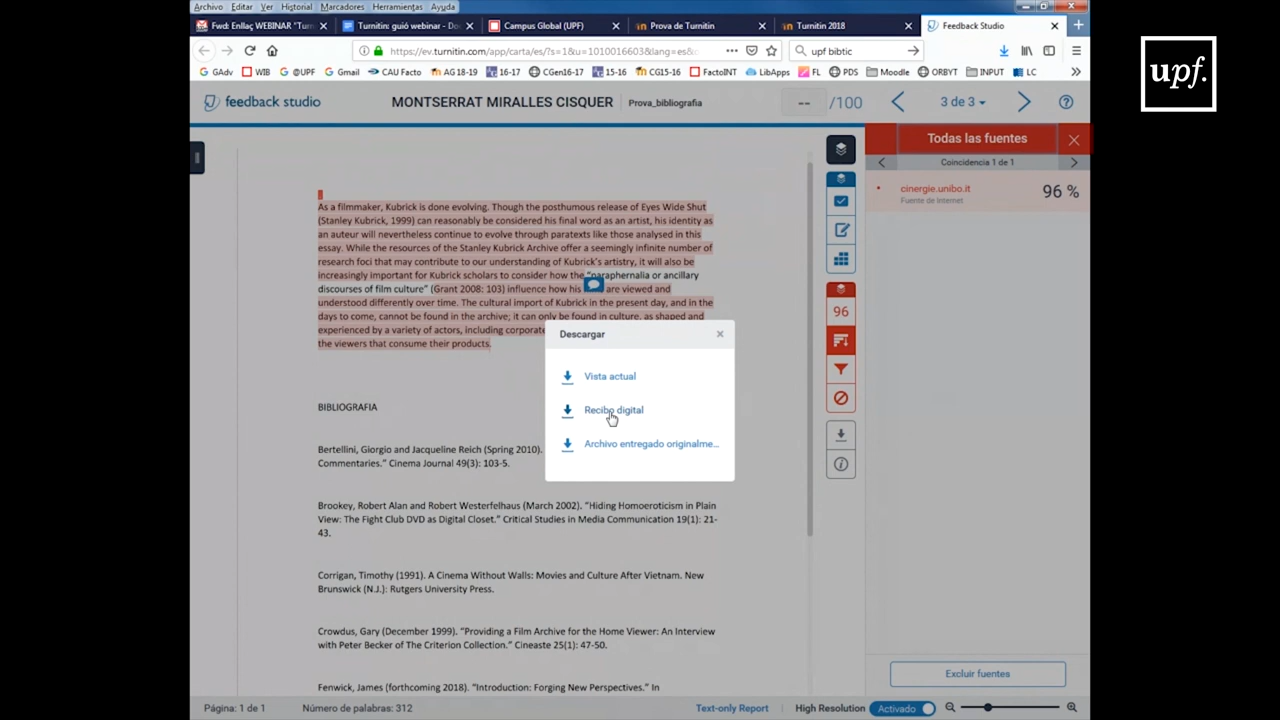 Archivo Editar Ver Historial Marcadores Herramientas Ayuda
Fwd: Enllaç WEBINAR "Turn
Turnitin: guió webinar - Do
Campus Global (UPF)
Prova de Turnitin
Turnitin 2018
Feedback Studio
https://ev.turnitin.com/app/carta/es/?s=1&u=1010016603&lang=es&
upf bibtic
GAdv WIB @UPF Gmail CAU Facto AG 18-19 16-17 CGen16-17 15-16 CG15-16 FactoINT LibApps FL PDS Moodle ORBYT INPUT LC
upf.
feedback studio
MONTSERRAT MIRALLES CISQUER
Prova_bibliografia
-- /100
3 de 3
Todas las fuentes
Coincidencia 1 de 1
cinergie.unibo.it
96 %
Fuente de Internet
As a filmmaker, Kubrick is done evolving. Though the posthumous release of Eyes Wide Shut
(Stanley Kubrick, 1999) can reasonably be considered his final word as an artist, his identity as
an auteur will nevertheless continue to evolve through paratexts like those analysed in this
essay. While the resources of the Stanley Kubrick Archive offer a seemingly infinite number of
research foci that may contribute to our understanding of Kubrick's artistry, it will also be
increasingly important for Kubrick scholars to consider how the "paraphernalia or ancillary
discourses of film culture" (Grant 2008: 103) influence how his are viewed and
understood differently over time. The cultural import of Kubrick in the present day, and in the
days to come, cannot be found in the archive; it can only be found in culture, as shaped and
experienced by a variety of actors, including corporate
the viewers that consume their products.
96
Descargar
Vista actual
Recibo digital
Archivo entregado originalme...
BIBLIOGRAFIA
Bertellini, Giorgio and Jacqueline Reich (Spring 2010).
Commentaries." Cinema Journal 49(3): 103-5.
Brookey, Robert Alan and Robert Westerfelhaus (March 2002). "Hiding Homoeroticism in Plain
View: The Fight Club DVD as Digital Closet." Critical Studies in Media Communication 19(1): 21-
43.
Corrigan, Timothy (1991). A Cinema Without Walls: Movies and Culture After Vietnam. New
Brunswick (N.J.): Rutgers University Press.
Crowdus, Gary (December 1999). "Providing a Film Archive for the Home Viewer: An Interview
with Peter Becker of The Criterion Collection." Cineaste 25(1): 47-50.
Fenwick, James (forthcoming 2018). "Introduction: Forging New Perspectives." In
Excluir fuentes
Página: 1 de 1
Número de palabras: 312
Text-only Report
High Resolution
Activado